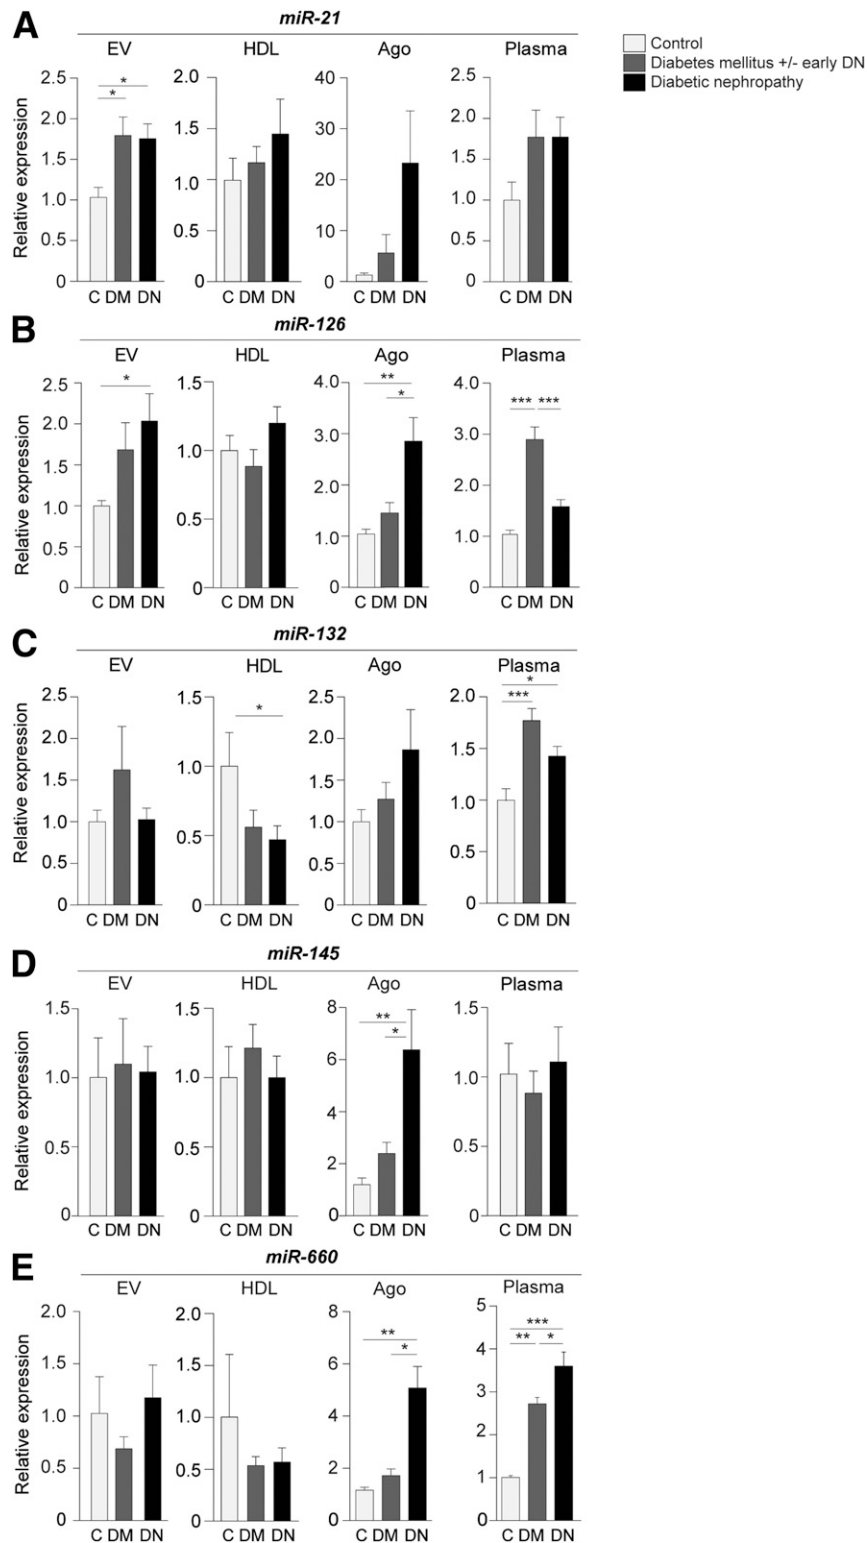 A
miR-21
EV HDL Ago Plasma
Control
Diabetes mellitus +/- early DN
Diabetic nephropathy
Relative expression
2.5 2.0 1.5 1.0 0.5 0
* *
C DM DN
2.0 1.5 1.0 0.5 0
C DM DN
40 30 20 10 0
C DM DN
2.5 2.0 1.5 1.0 0.5 0
C DM DN
B
miR-126
EV HDL Ago Plasma
Relative expression
2.5 2.0 1.5 1.0 0.5 0
*
C DM DN
1.5 1.0 0.5 0
C DM DN
4.0 3.0 2.0 1.0 0
** *
C DM DN
4.0 3.0 2.0 1.0 0
*** ***
C DM DN
C
miR-132
EV HDL Ago Plasma
Relative expression
2.5 2.0 1.5 1.0 0.5 0
C DM DN
1.5 1.0 0.5 0
*
C DM DN
2.5 2.0 1.5 1.0 0.5 0
C DM DN
2.0 1.5 1.0 0.5 0
* ***
C DM DN
D
miR-145
EV HDL Ago Plasma
Relative expression
1.5 1.0 0.5 0
C DM DN
1.5 1.0 0.5 0
C DM DN
8 6 4 2 0
** *
C DM DN
1.5 1.0 0.5 0
C DM DN
E
miR-660
EV HDL Ago Plasma
Relative expression
2.0 1.5 1.0 0.5 0
C DM DN
2.0 1.5 1.0 0.5 0
C DM DN
8 6 4 2 0
** *
C DM DN
5 4 3 2 1 0
*** ** *
C DM DN